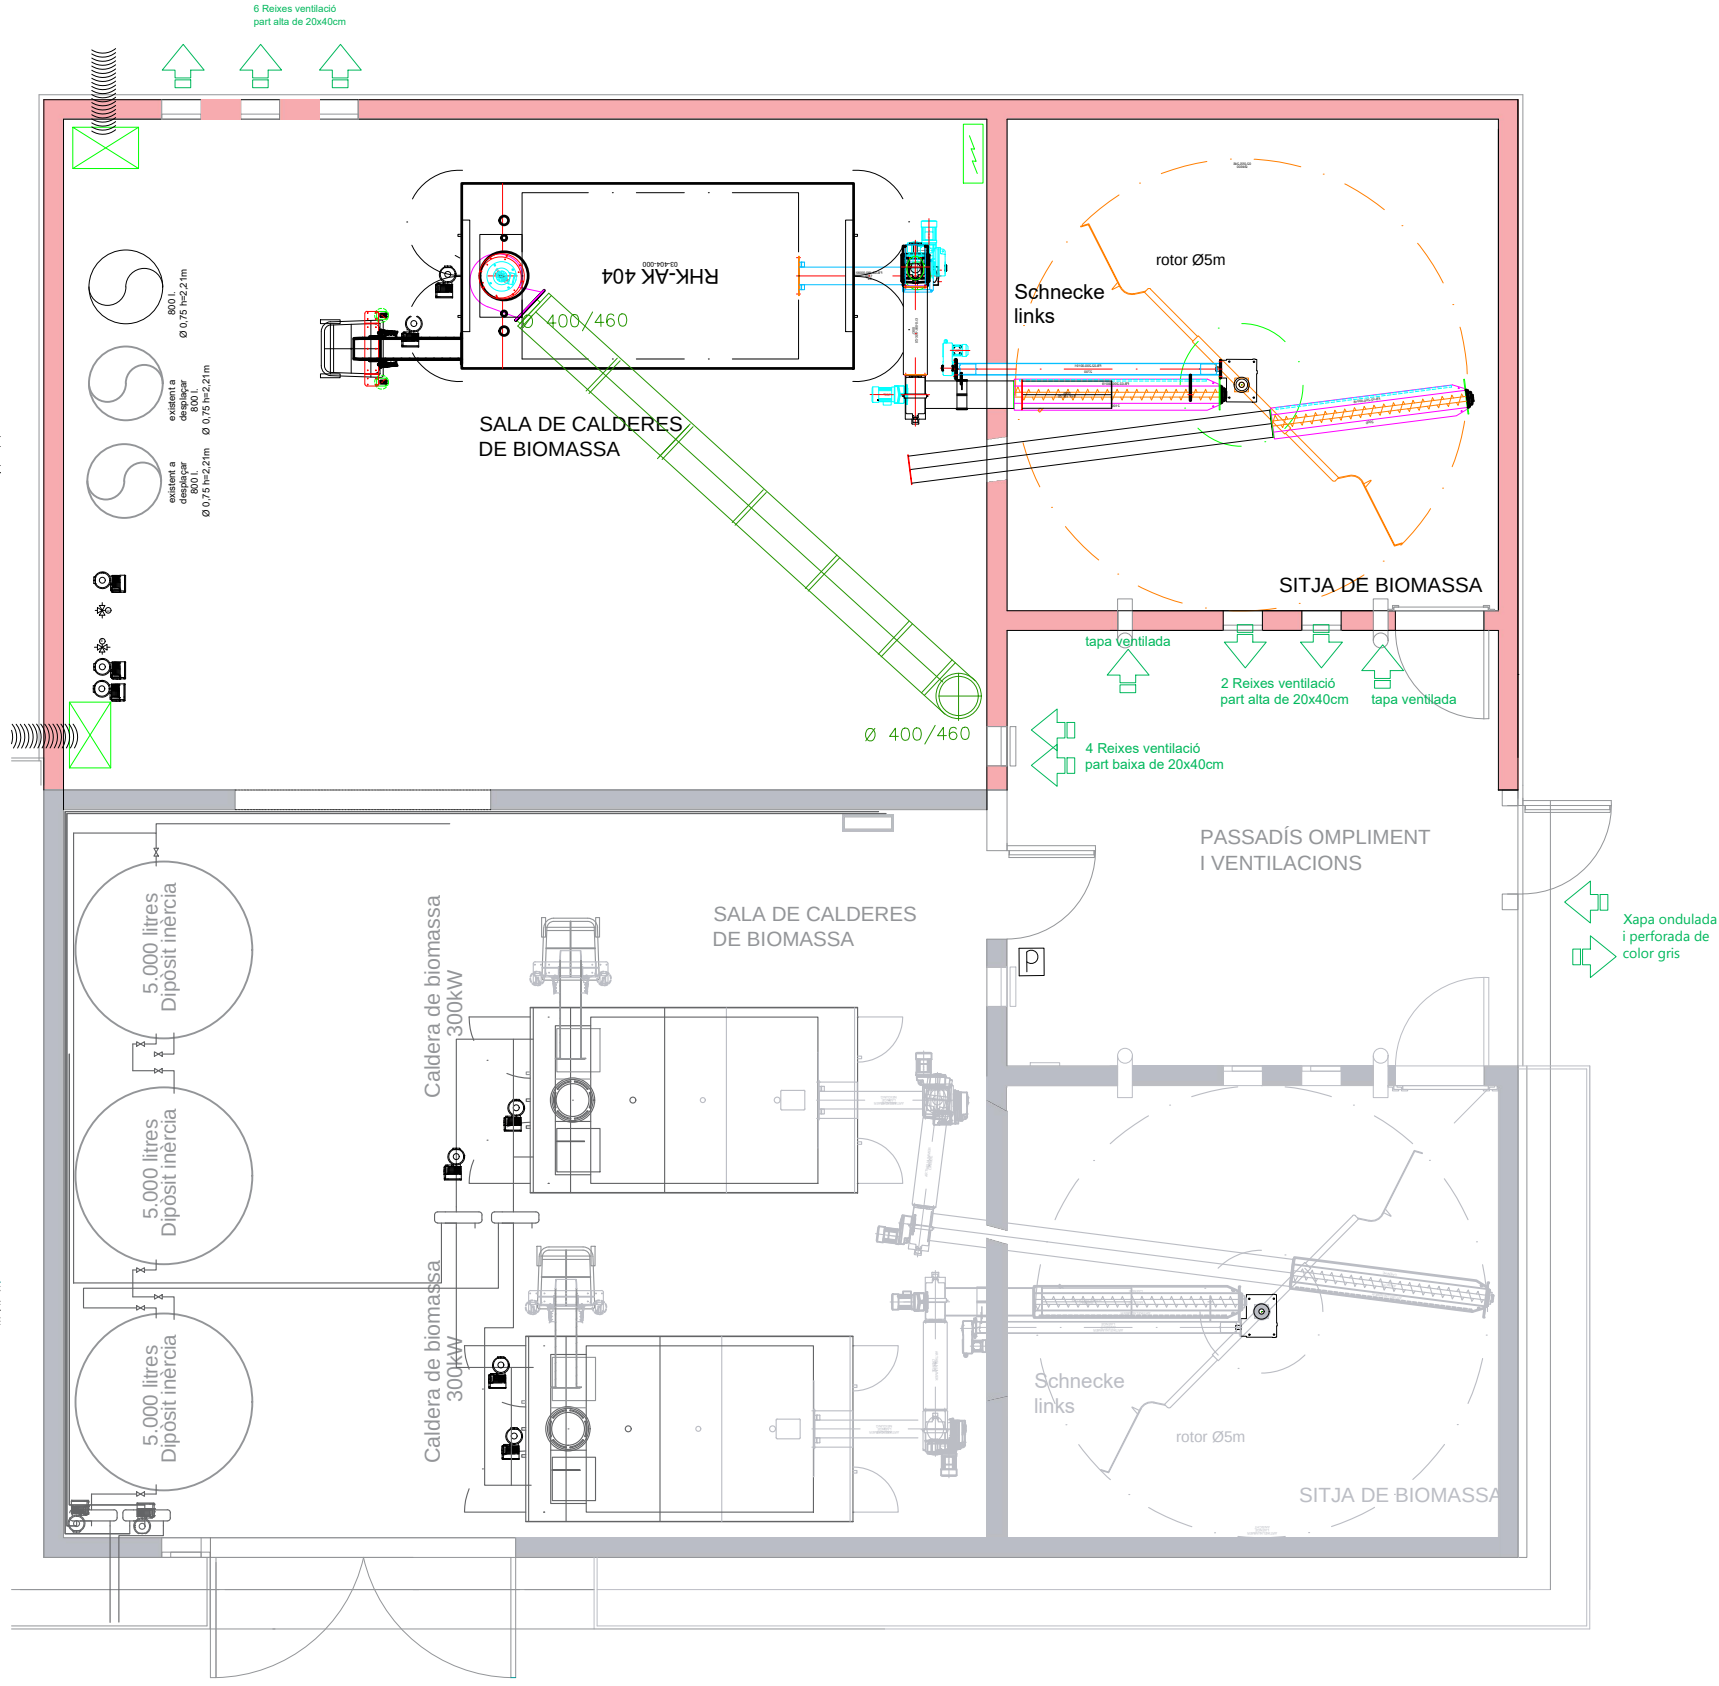 6 Reixes ventilació
part alta de 20x40cm
RHK-AK 404
03-404-000
rotor Ø5m
Schnecke
links
800 l.
Ø 0,75 h=2,21m
Ø 400/460
existent a
desplaçar
800 l.
Ø 0,75 h=2,21m
SALA DE CALDERES
DE BIOMASSA
existent a
desplaçar
800 l.
Ø 0,75 h=2,21m
SITJA DE BIOMASSA
tapa ventilada
2 Reixes ventilació
part alta de 20x40cm
tapa ventilada
Ø 400/460
4 Reixes ventilació
part baixa de 20x40cm
PASSADÍS OMPLIMENT
I VENTILACIONS
Xapa ondulada
i perforada de
color gris
SALA DE CALDERES
DE BIOMASSA
5.000 litres
Dipòsit inèrcia
Caldera de biomassa
300kW
P
5.000 litres
Dipòsit inèrcia
Caldera de biomassa
300kW
5.000 litres
Dipòsit inèrcia
Schnecke
links
rotor Ø5m
SITJA DE BIOMASSA